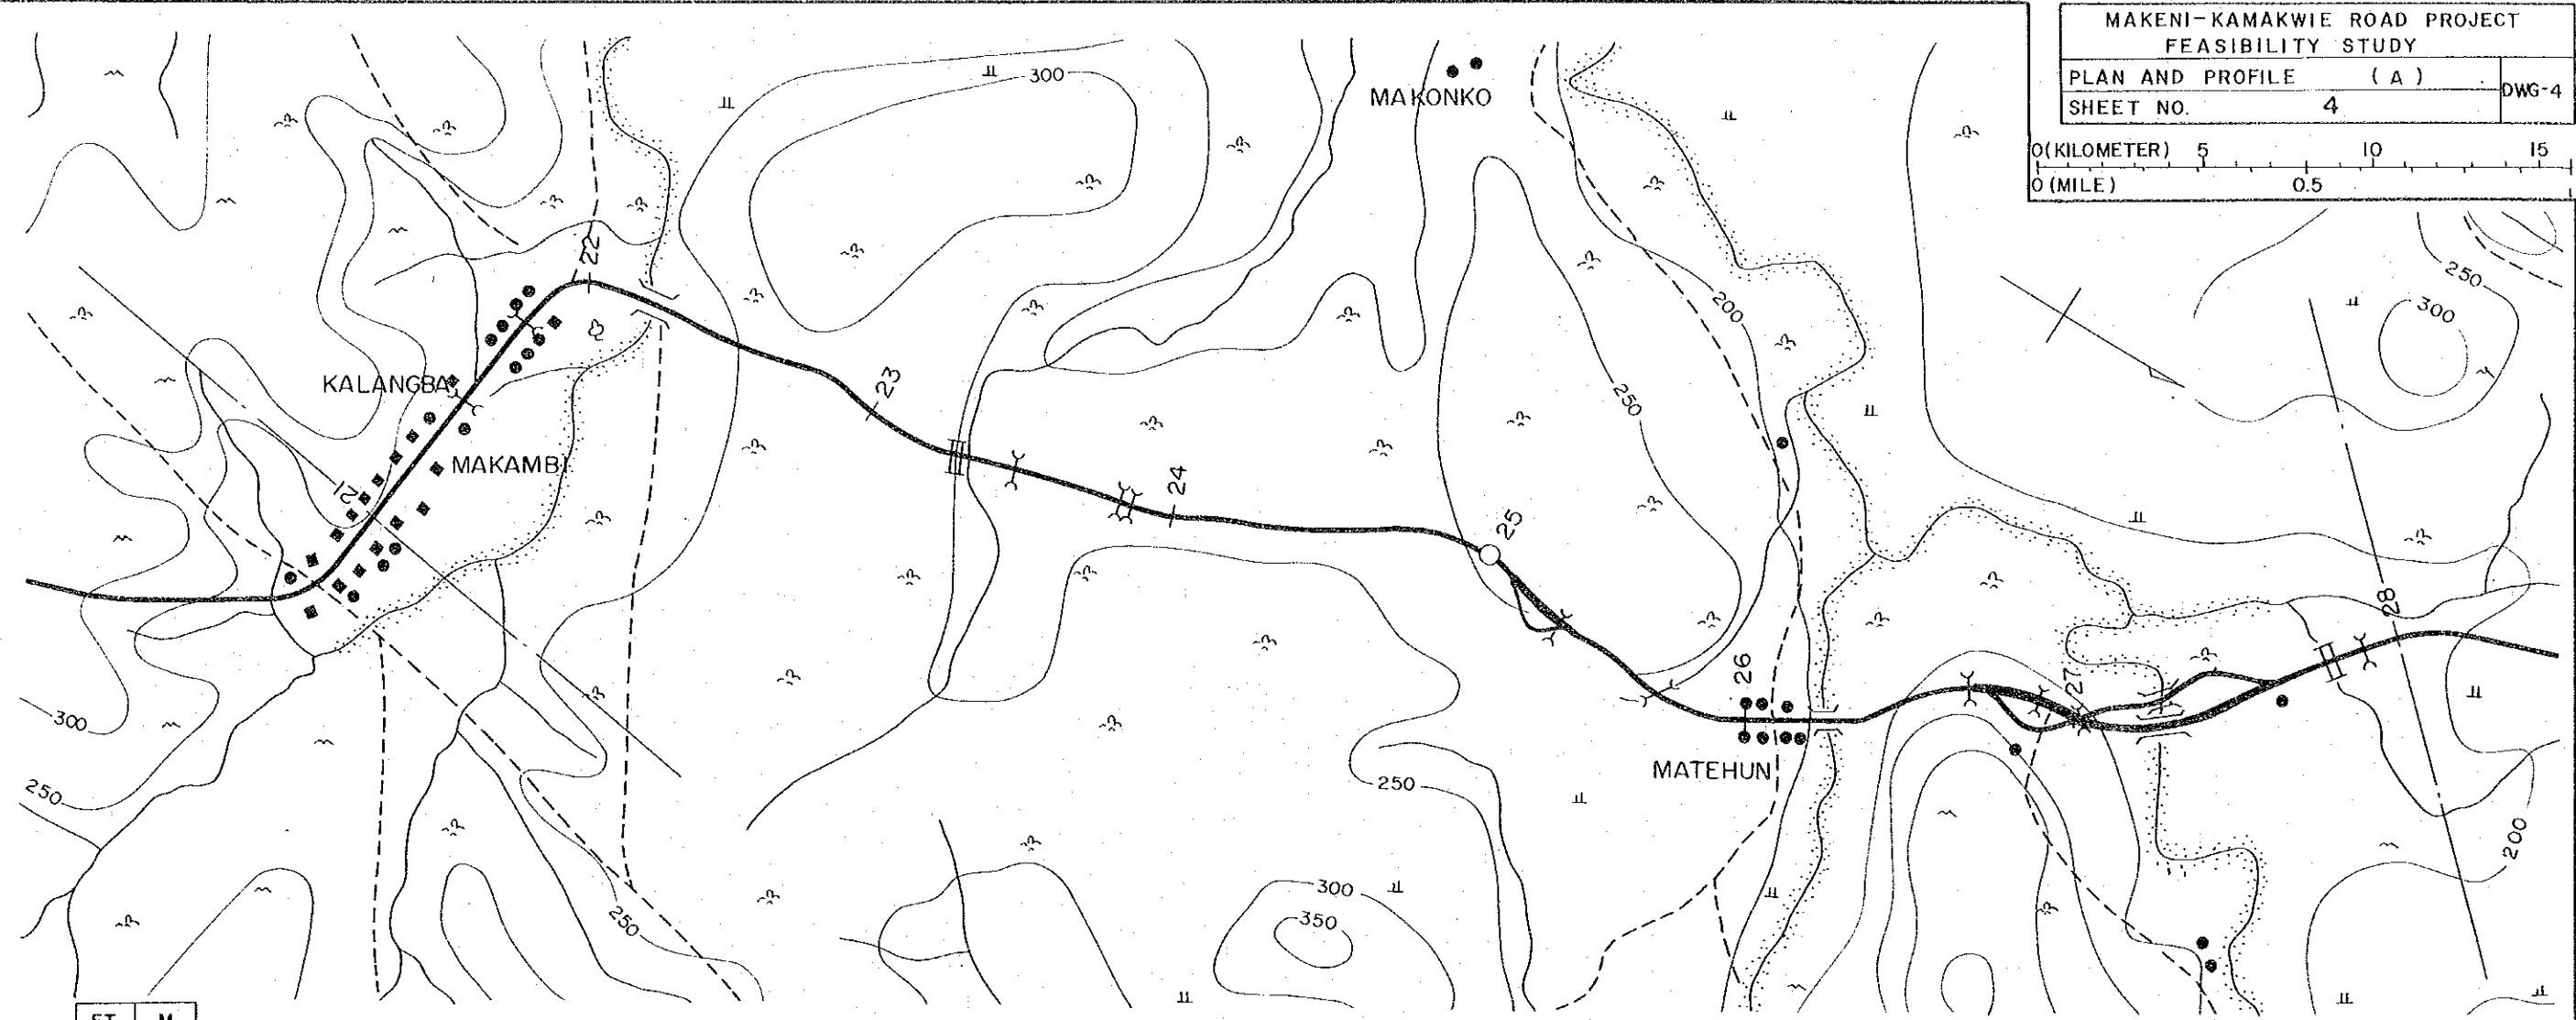 MAKENI-KAMAKWIE ROAD PROJECT
FEASIBILITY STUDY
PLAN AND PROFILE (A)
DWG-4
SHEET NO. 4
0(KILOMETER) 5 10 15
0(MILE) 0.5
300
MAKONKO
22
250
200
300
KALANGBA
23
250
MAKAMBI
21
24
25
28
26
27
300
MATEHUN
250
250
200
300
350
250
FT M